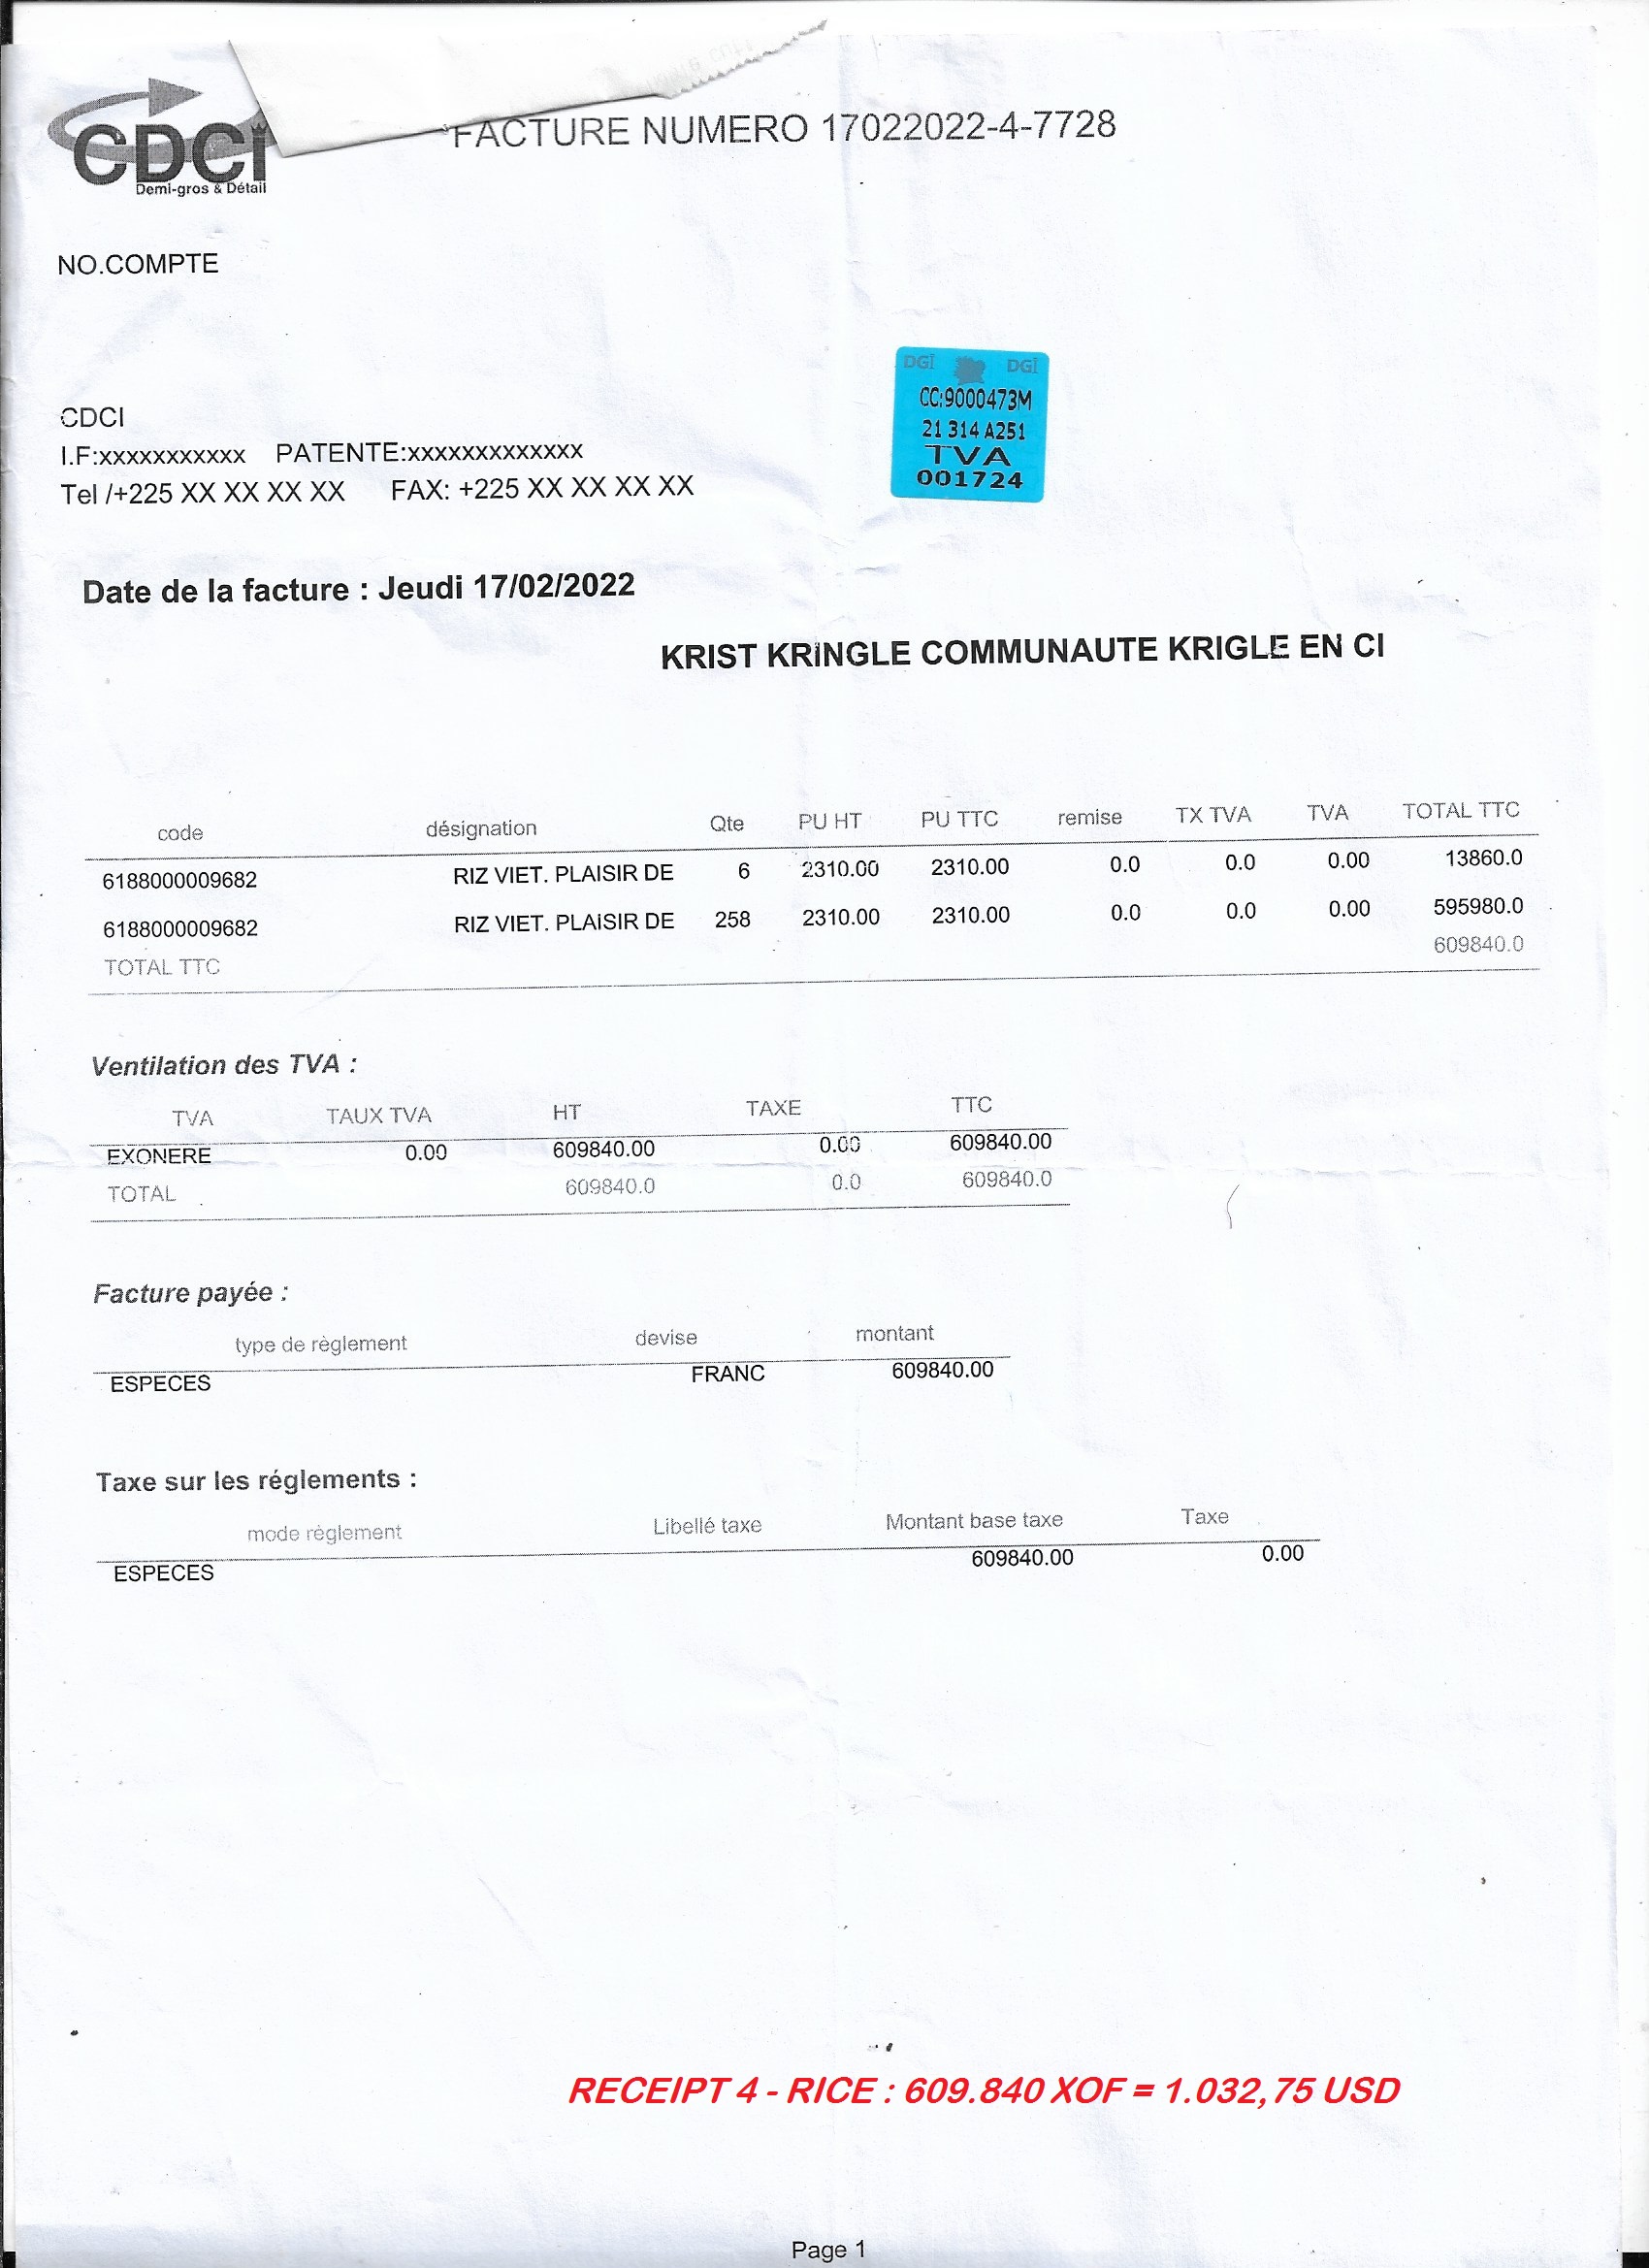 CDCI
Demi-gros & Détail
FACTURE NUMERO 17022022-4-7728
NO.COMPTE
DGI DGI
CC:9000473M
21 314 A251
TVA
001724
CDCI
I.F:xxxxxxxxxxx PATENTE:xxxxxxxxxxxxx
Tel /+225 XX XX XX XX FAX: +225 XX XX XX XX
Date de la facture : Jeudi 17/02/2022
KRIST KRINGLE COMMUNAUTE KRIGLE EN CI
code désignation Qte PU HT PU TTC remise TX TVA TVA TOTAL TTC
6188000009682 RIZ VIET. PLAISIR DE 6 2310.00 2310.00 0.0 0.0 0.00 13860.0
6188000009682 RIZ VIET. PLAISIR DE 258 2310.00 2310.00 0.0 0.0 0.00 595980.0
TOTAL TTC 609840.0
Ventilation des TVA :
TVA TAUX TVA HT TAXE TTC
EXONERE 0.00 609840.00 0.00 609840.00
TOTAL 609840.0 0.0 609840.0
Facture payée :
type de règlement devise montant
ESPECES FRANC 609840.00
Taxe sur les réglements :
mode règlement Libellé taxe Montant base taxe Taxe
ESPECES 609840.00 0.00
RECEIPT 4 - RICE : 609.840 XOF = 1.032,75 USD
Page 1